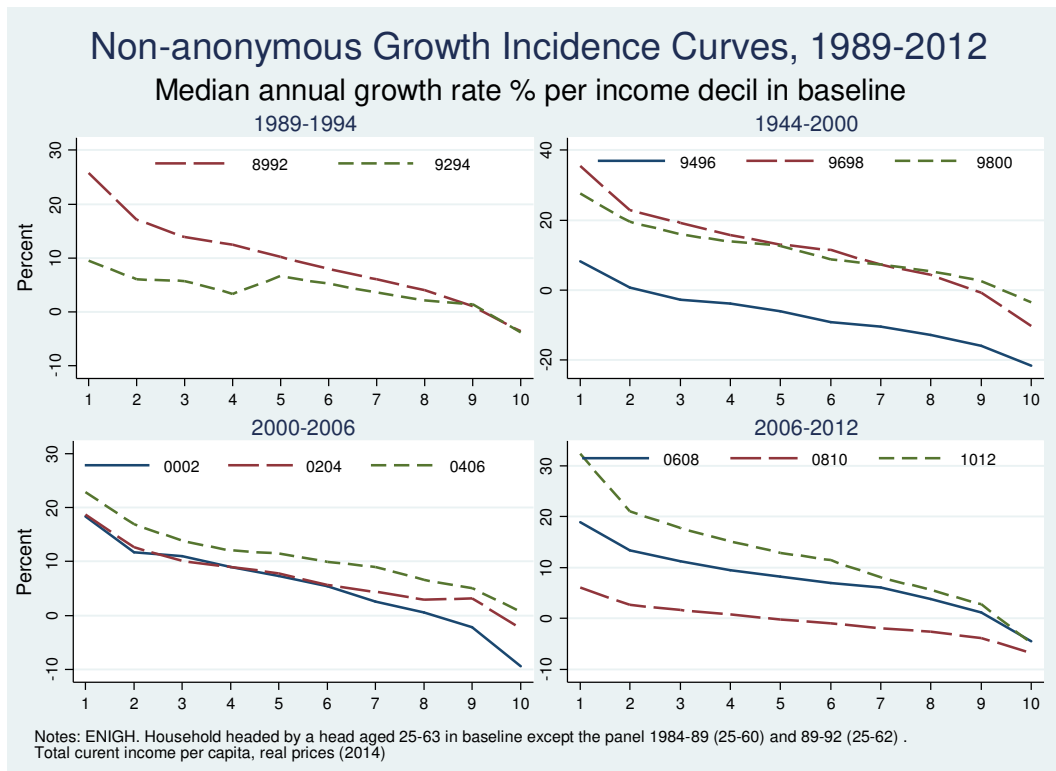 Non-anonymous Growth Incidence Curves, 1989-2012
Median annual growth rate % per income decil in baseline
1989-1994
30
20
10
0
-10
Percent
8992 9294
1 2 3 4 5 6 7 8 9 10
1944-2000
40
20
0
-20
9496 9698 9800
1 2 3 4 5 6 7 8 9 10
2000-2006
30
20
10
0
-10
Percent
0002 0204 0406
1 2 3 4 5 6 7 8 9 10
2006-2012
30
20
10
0
-10
0608 0810 1012
1 2 3 4 5 6 7 8 9 10
Notes: ENIGH. Household headed by a head aged 25-63 in baseline except the panel 1984-89 (25-60) and 89-92 (25-62) .
Total curent income per capita, real prices (2014)